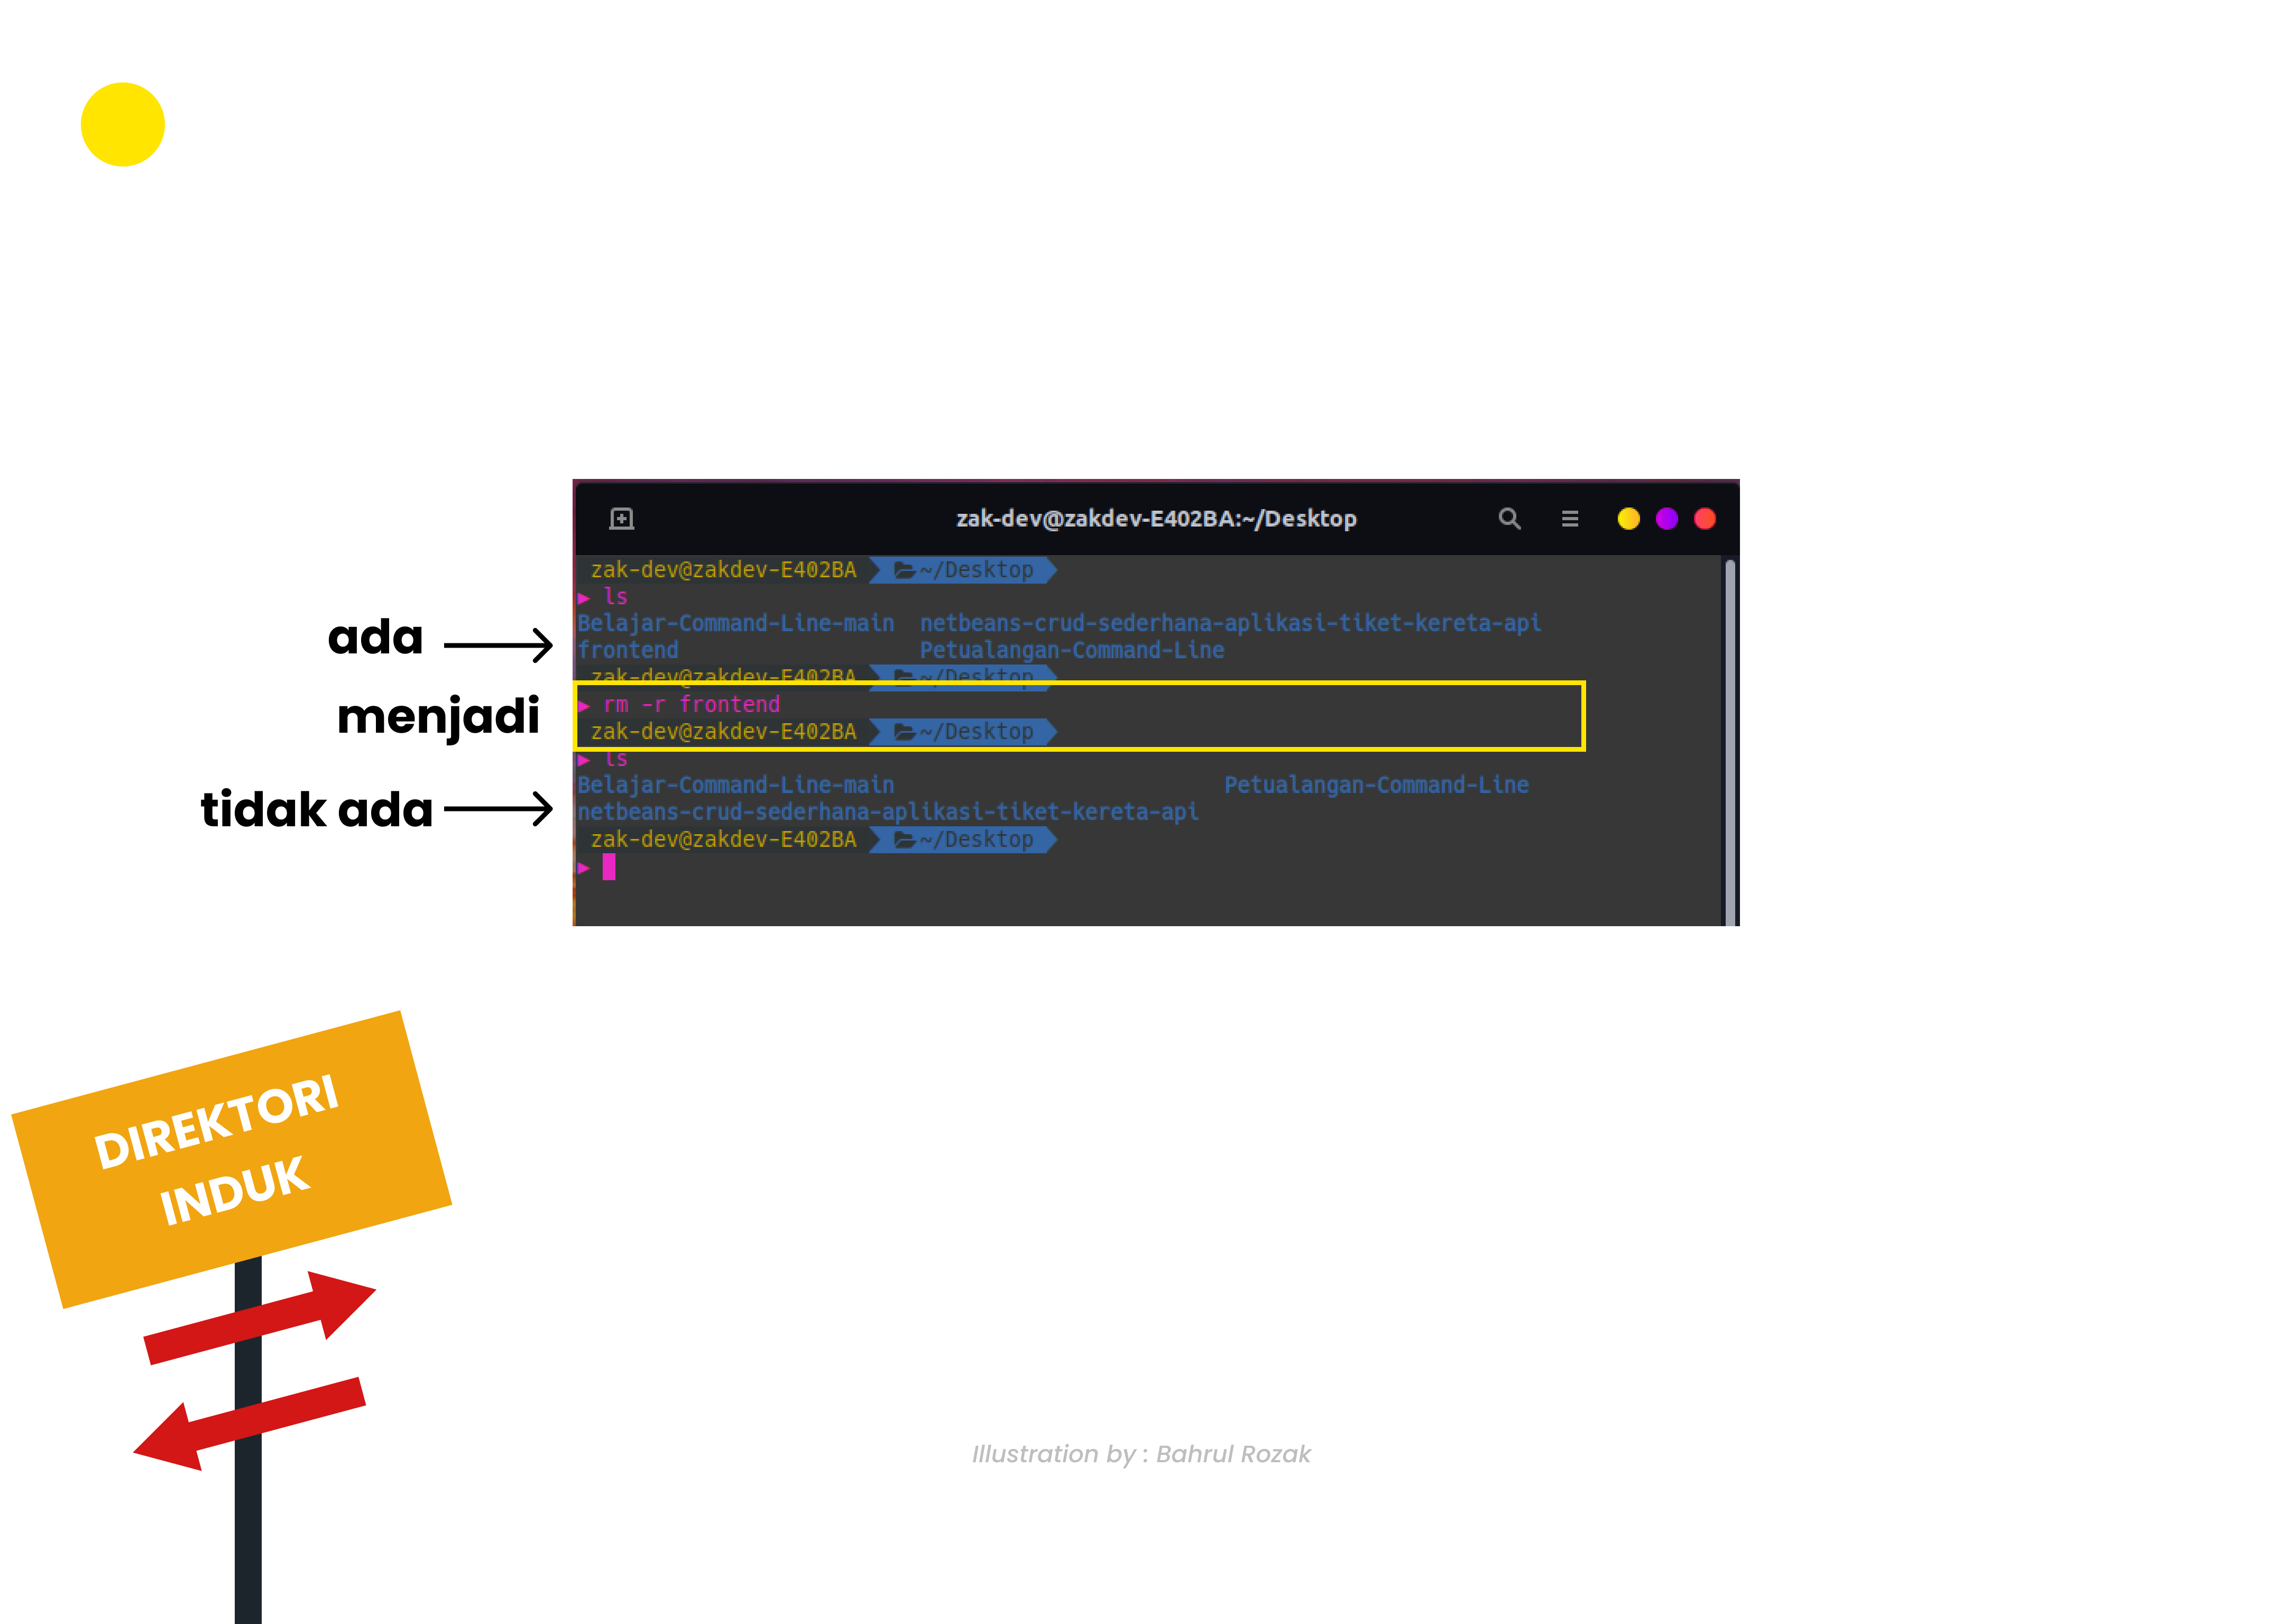 zak-dev@zakdev-E402BA:~/Desktop
zak-dev@zakdev-E402BA ~/Desktop
ls
Belajar-Command-Line-main netbeans-crud-sederhana-aplikasi-tiket-kereta-api
frontend Petualangan-Command-Line
zak-dev@zakdev-E402BA ~/Desktop
rm -r frontend
zak-dev@zakdev-E402BA ~/Desktop
ls
Belajar-Command-Line-main Petualangan-Command-Line
netbeans-crud-sederhana-aplikasi-tiket-kereta-api
zak-dev@zakdev-E402BA ~/Desktop
ada
menjadi
tidak ada
DIREKTORI
INDUK
Illustration by : Bahrul Rozak